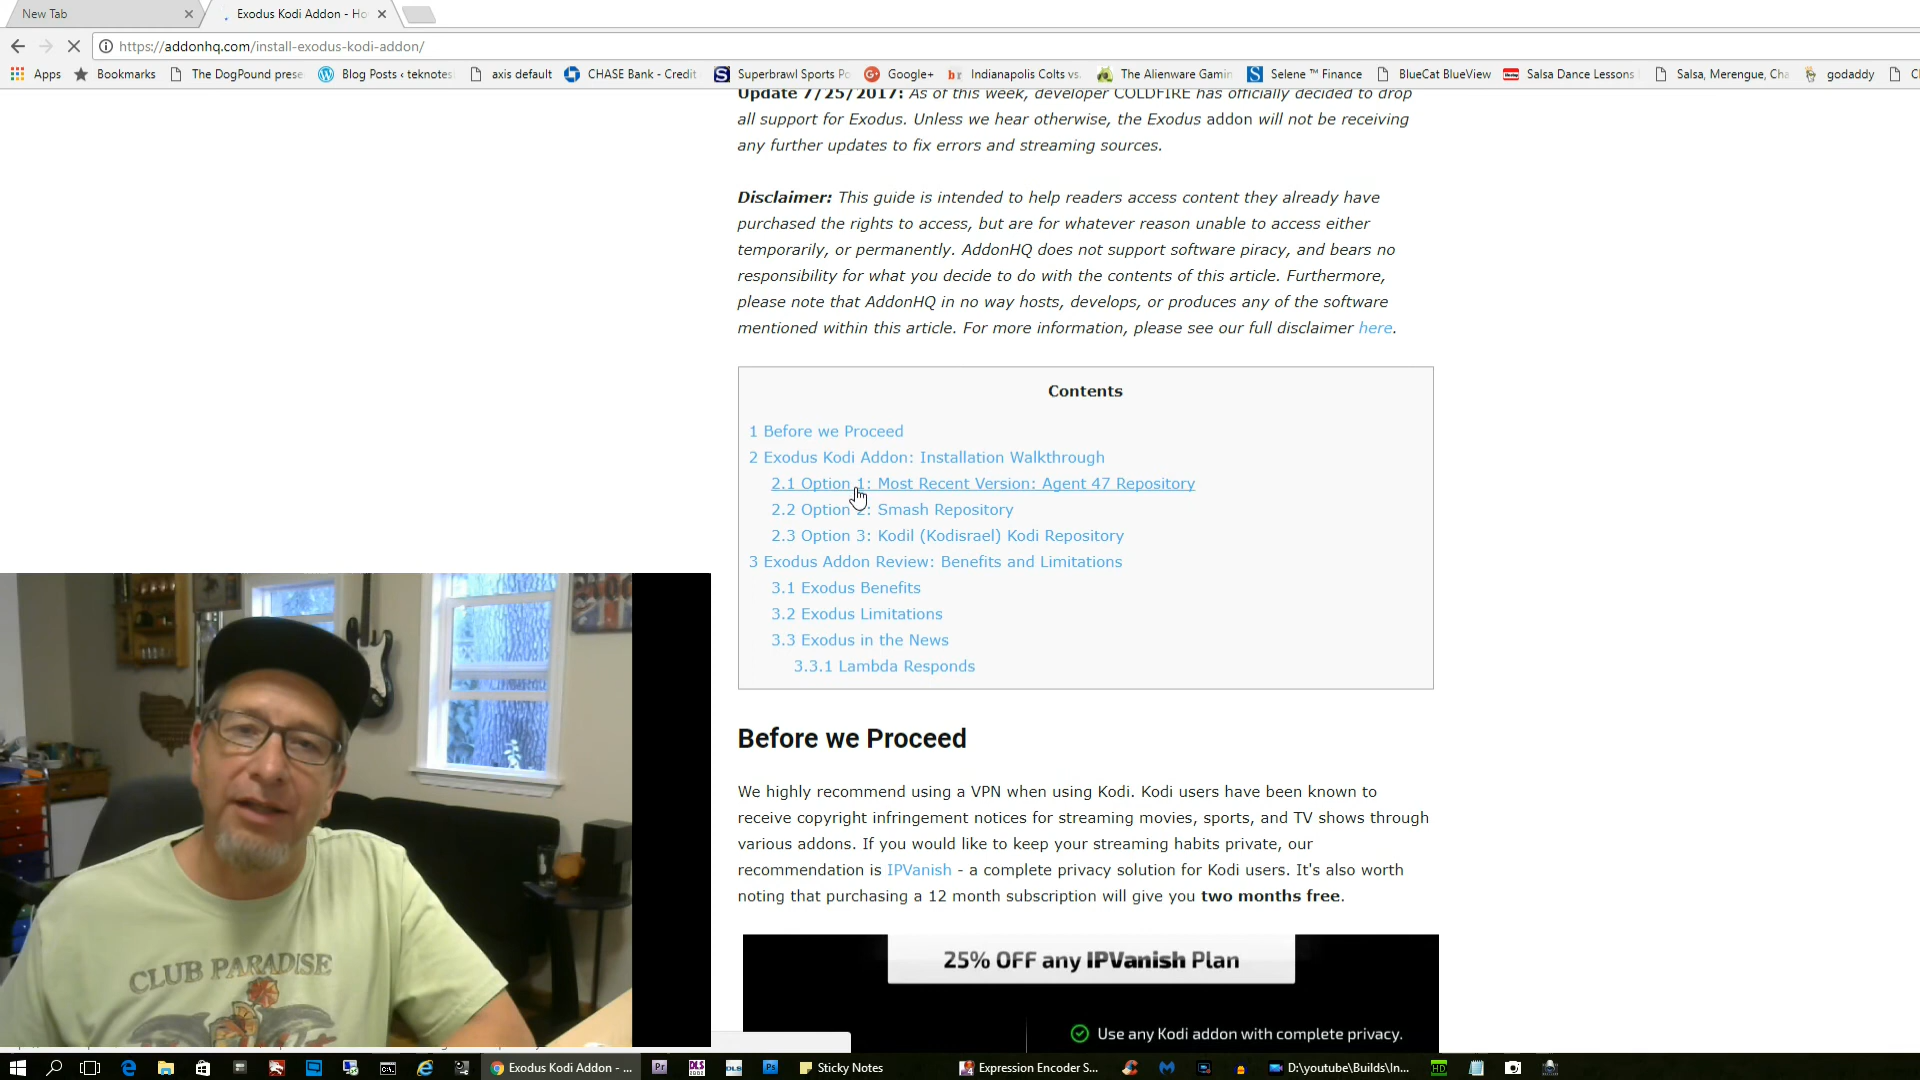 New Tab
Exodus Kodi Addon - Ho
https://addonhq.com/install-exodus-kodi-addon/
Apps Bookmarks The DogPound prese Blog Posts ‹ teknotes axis default CHASE Bank - Credit Superbrawl Sports Po Google+ Indianapolis Colts vs. The Alienware Gamin Selene ™ Finance BlueCat BlueView Salsa Dance Lessons Salsa, Merengue, Cha godaddy
Update 7/25/2017: As of this week, developer COLDFIRE has officially decided to drop
all support for Exodus. Unless we hear otherwise, the Exodus addon will not be receiving
any further updates to fix errors and streaming sources.
Disclaimer: This guide is intended to help readers access content they already have
purchased the rights to access, but are for whatever reason unable to access either
temporarily, or permanently. AddonHQ does not support software piracy, and bears no
responsibility for what you decide to do with the contents of this article. Furthermore,
please note that AddonHQ in no way hosts, develops, or produces any of the software
mentioned within this article. For more information, please see our full disclaimer here.
Contents
1 Before we Proceed
2 Exodus Kodi Addon: Installation Walkthrough
2.1 Option 1: Most Recent Version: Agent 47 Repository
2.2 Option 2: Smash Repository
2.3 Option 3: Kodil (Kodisrael) Kodi Repository
3 Exodus Addon Review: Benefits and Limitations
3.1 Exodus Benefits
3.2 Exodus Limitations
3.3 Exodus in the News
3.3.1 Lambda Responds
Before we Proceed
We highly recommend using a VPN when using Kodi. Kodi users have been known to
receive copyright infringement notices for streaming movies, sports, and TV shows through
various addons. If you would like to keep your streaming habits private, our
recommendation is IPVanish - a complete privacy solution for Kodi users. It's also worth
noting that purchasing a 12 month subscription will give you two months free.
25% OFF any IPVanish Plan
Use any Kodi addon with complete privacy.
CLUB PARADISE
Exodus Kodi Addon - ... Pr DLS DLS Ps Sticky Notes Expression Encoder S... D:\youtube\Builds\In... HD